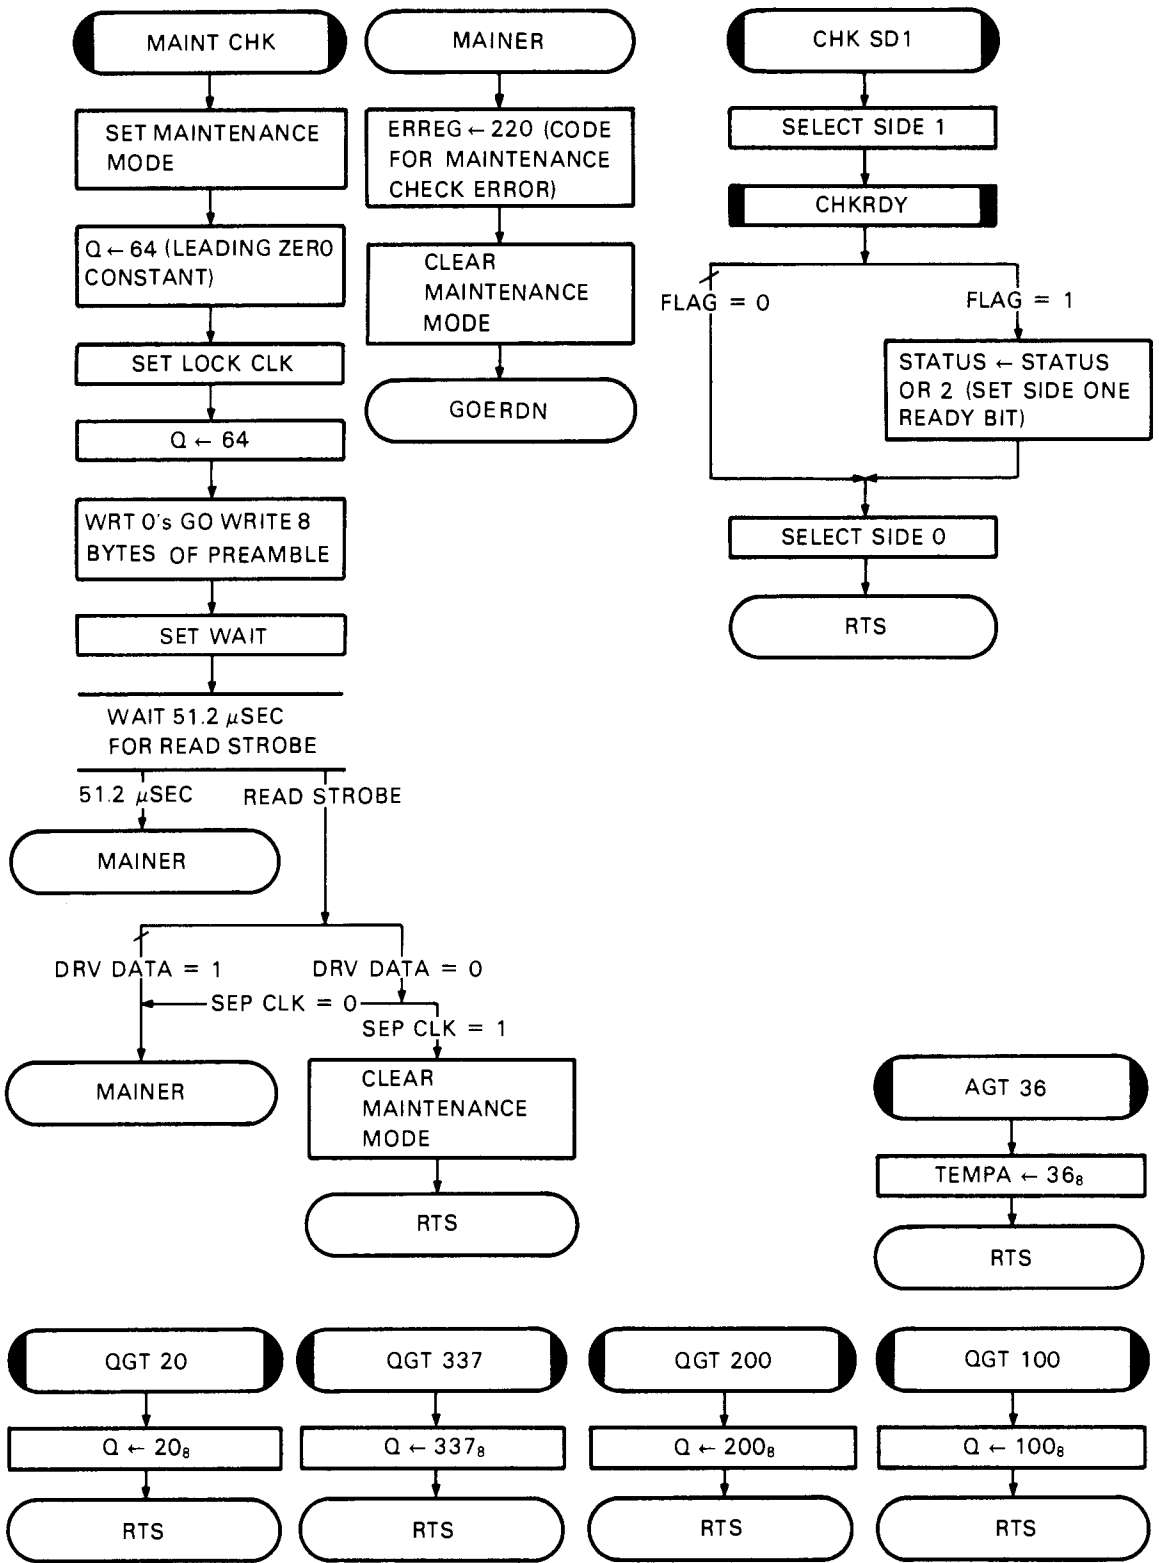 MAINT CHK
SET MAINTENANCE
MODE
Q ← 64 (LEADING ZERO
CONSTANT)
SET LOCK CLK
Q ← 64
WRT 0's GO WRITE 8
BYTES OF PREAMBLE
SET WAIT
WAIT 51.2 μSEC
FOR READ STROBE
51.2 μSEC
READ STROBE
MAINER
DRV DATA = 1
DRV DATA = 0
SEP CLK = 0
SEP CLK = 1
MAINER
CLEAR
MAINTENANCE
MODE
RTS
MAINER
ERREG ← 220 (CODE
FOR MAINTENANCE
CHECK ERROR)
CLEAR
MAINTENANCE
MODE
GOERDN
CHK SD1
SELECT SIDE 1
CHKRDY
FLAG = 0
FLAG = 1
STATUS ← STATUS
OR 2 (SET SIDE ONE
READY BIT)
SELECT SIDE 0
RTS
AGT 36
TEMPA ← 36₈
RTS
QGT 20
Q ← 20₈
RTS
QGT 337
Q ← 337₈
RTS
QGT 200
Q ← 200₈
RTS
QGT 100
Q ← 100₈
RTS